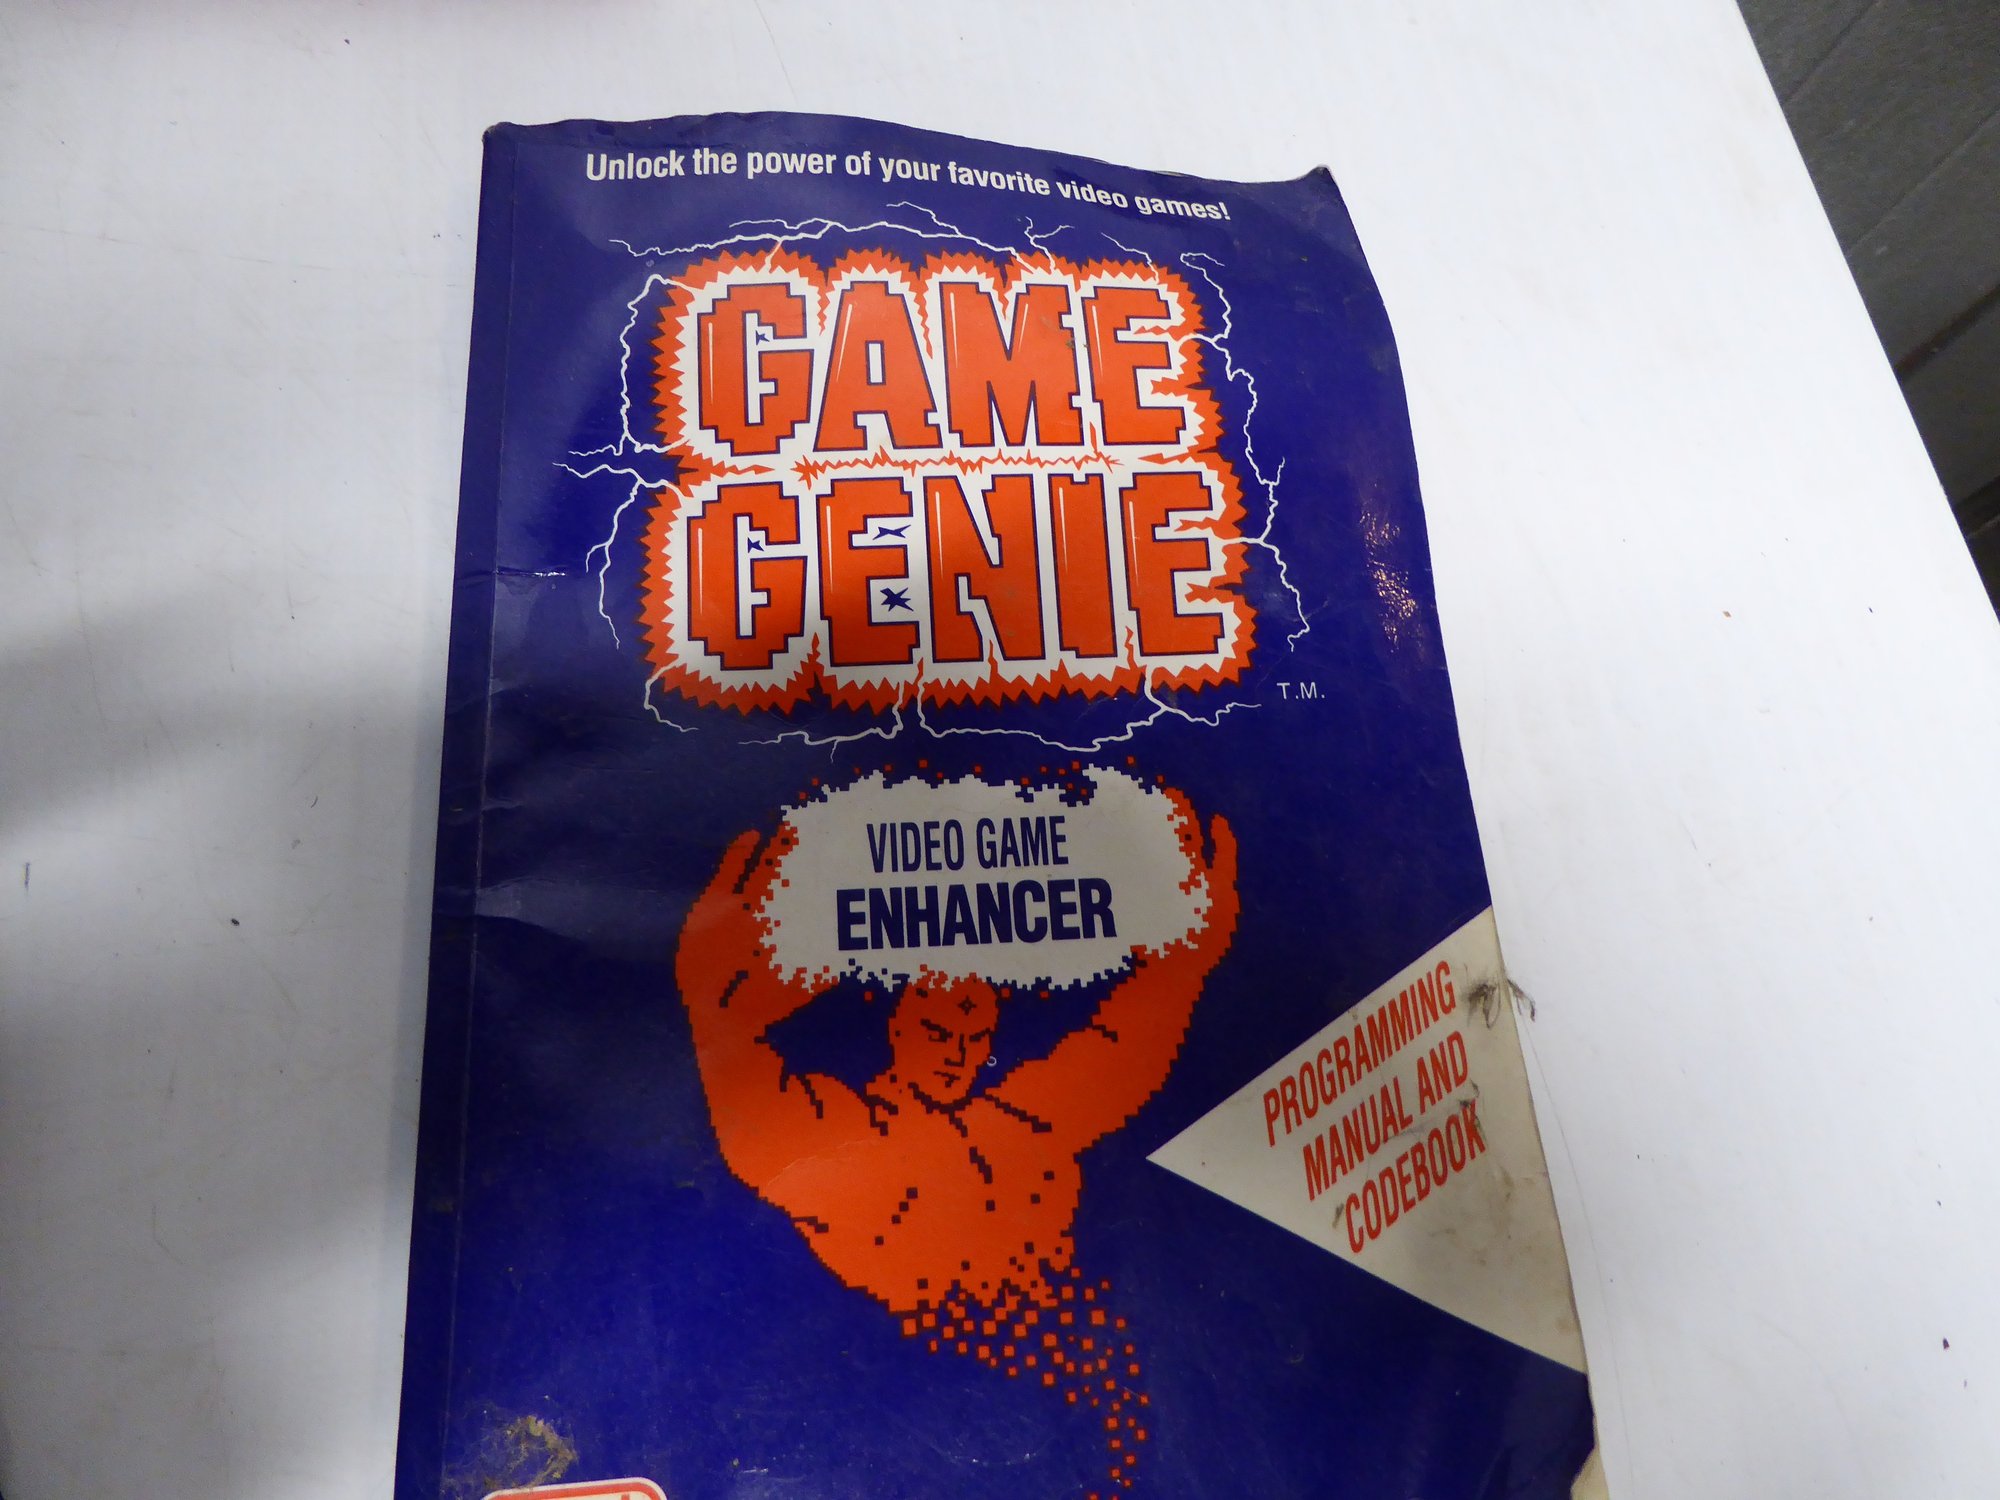 Unlock the power of your favorite video games!
GAME
GENIE
T.M.
VIDEO GAME
ENHANCER
PROGRAMMING
MANUAL AND
CODEBOOK